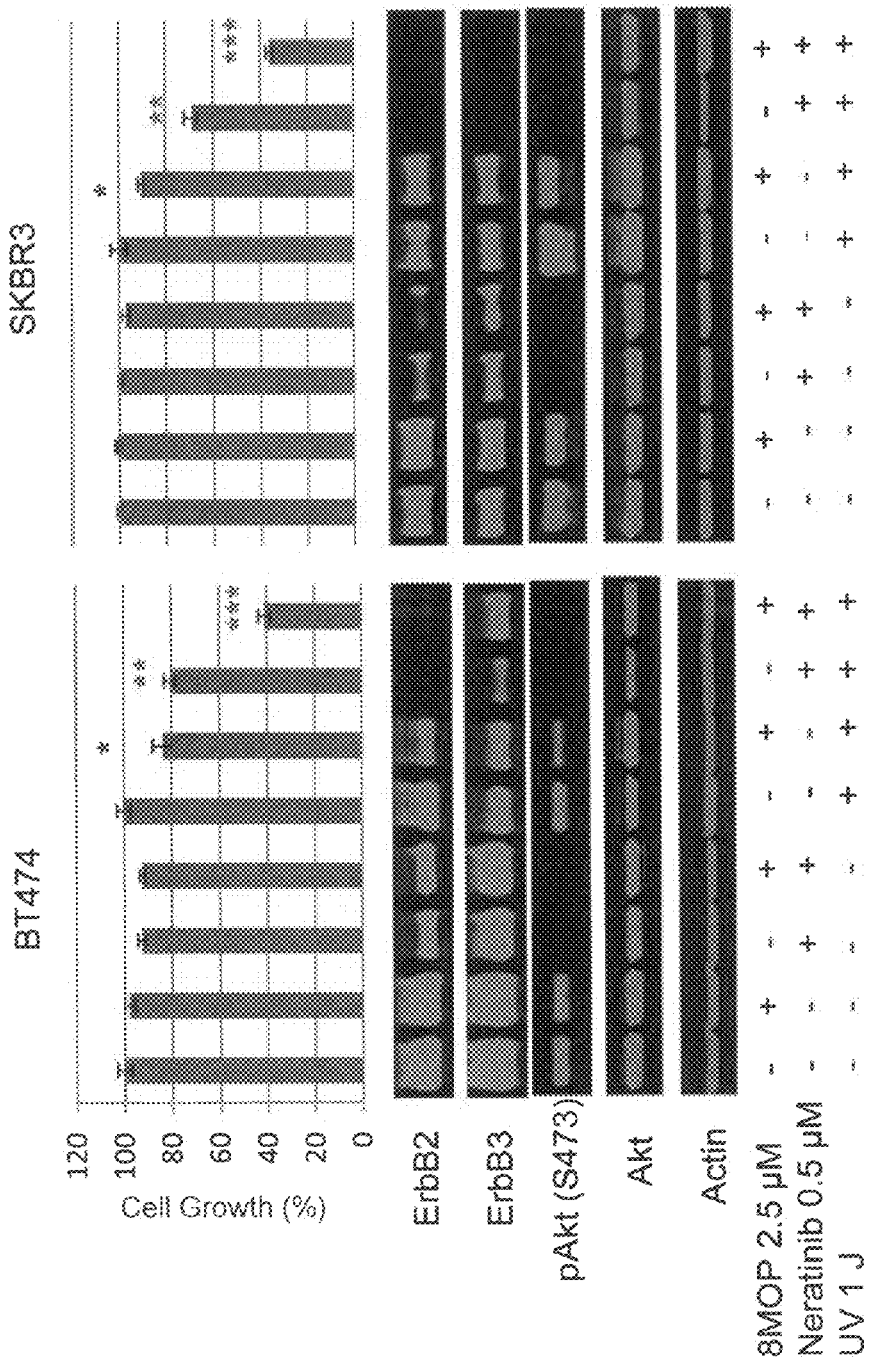 BT474
SKBR3
120
100
80
60
40
20
0
Cell Growth (%)
*
**
***
*
**
***
ErbB2
ErbB3
pAkt (S473)
Akt
Actin
8MOP 2.5 µM - + - + - + - + - + - + - + - +
Neratinib 0.5 µM - - + + - - + + - - + + - - + +
UV 1 J - - - - + + + + - - - - + + + +